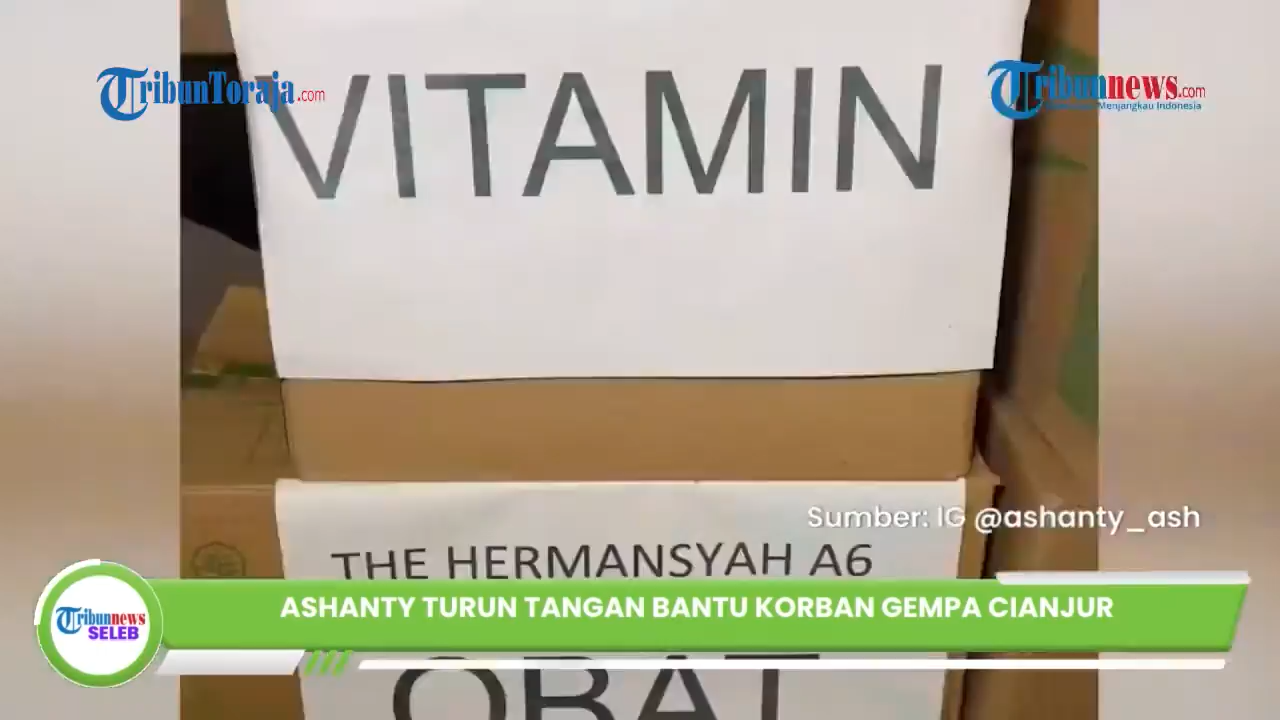 VITAMIN
TribunToraja.com
Tribunnews.com
Menjangkau Indonesia
Sumber: IG @ashanty_ash
THE HERMANSYAH A6
ASHANTY TURUN TANGAN BANTU KORBAN GEMPA CIANJUR
Tribunnews
SELEB
OBAT